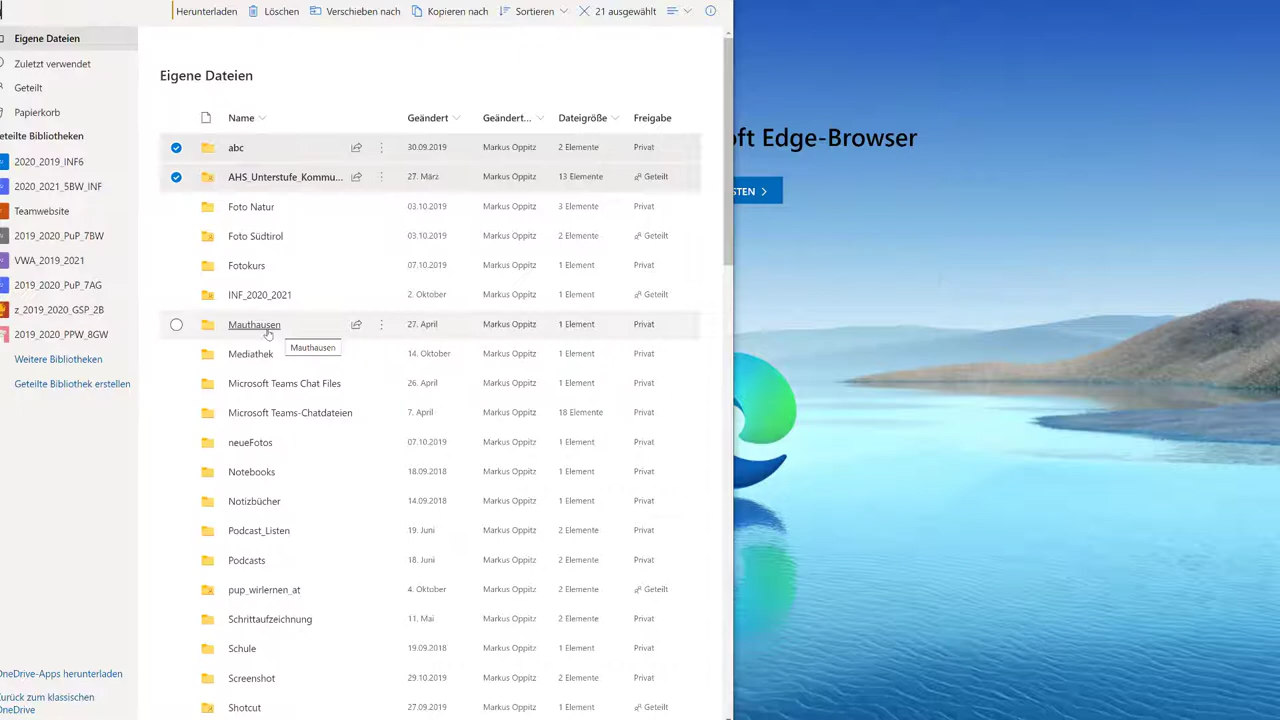 Herunterladen Löschen Verschieben nach Kopieren nach Sortieren 21 ausgewählt
Eigene Dateien
Zuletzt verwendet
Geteilt
Papierkorb
2020_2019_INF6
2020_2021_5BW_INF
Teamwebsite
2019_2020_PuP_7BW
VWA_2019_2021
2019_2020_PuP_7AG
z_2019_2020_GSP_2B
2019_2020_PPW_8GW
Weitere Bibliotheken
Geteilte Bibliothek erstellen
OneDrive-Apps herunterladen
Zurück zum klassischen
OneDrive
Eigene Dateien
Name Geändert Geändert... Dateigröße Freigabe
abc 30.09.2019 Markus Oppitz 2 Elemente Privat
AHS_Unterstufe_Kommu... 27. März Markus Oppitz 13 Elemente Geteilt
Foto Natur 03.10.2019 Markus Oppitz 3 Elemente Privat
Foto Südtirol 03.10.2019 Markus Oppitz 2 Elemente Geteilt
Fotokurs 07.10.2019 Markus Oppitz 1 Element Privat
INF_2020_2021 2. Oktober Markus Oppitz 1 Element Geteilt
Mauthausen 27. April Markus Oppitz 1 Element Privat
Mauthausen
Mediathek 14. Oktober Markus Oppitz 1 Element Privat
Microsoft Teams Chat Files 26. April Markus Oppitz 1 Element Privat
Microsoft Teams-Chatdateien 7. April Markus Oppitz 18 Elemente Privat
neueFotos 07.10.2019 Markus Oppitz 1 Element Privat
Notebooks 18.09.2018 Markus Oppitz 1 Element Privat
Notizbücher 14.09.2018 Markus Oppitz 1 Element Privat
Podcast_Listen 19. Juni Markus Oppitz 2 Elemente Privat
Podcasts 18. Juni Markus Oppitz 2 Elemente Privat
pup_wirlernen_at 4. Oktober Markus Oppitz 2 Elemente Geteilt
Schrittaufzeichnung 11. Mai Markus Oppitz 2 Elemente Privat
Schule 19.09.2018 Markus Oppitz 1 Element Privat
Screenshot 29.10.2019 Markus Oppitz 2 Elemente Privat
Shotcut 27.09.2019 Markus Oppitz 1 Element Privat
oft Edge-Browser
STEN